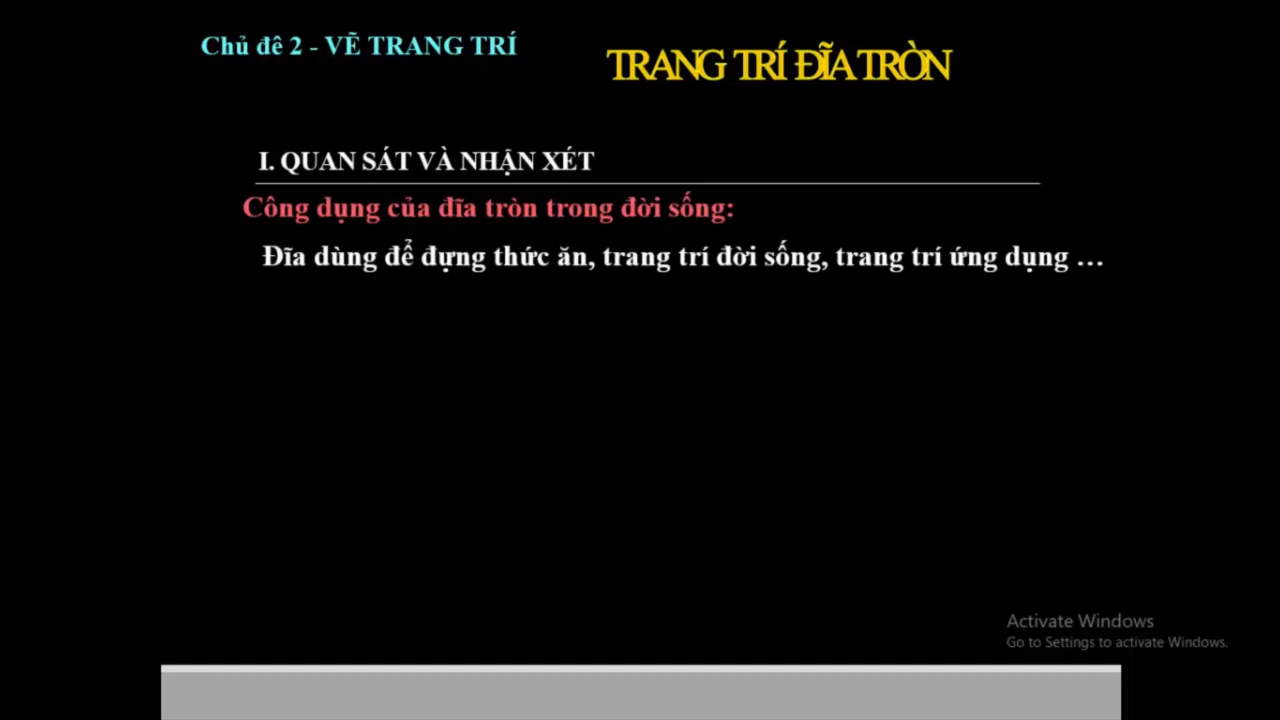 Chủ đê 2 - VẼ TRANG TRÍ
TRANG TRÍ ĐĨA TRÒN
I. QUAN SÁT VÀ NHẬN XÉT
Công dụng của đĩa tròn trong đời sống:
Đĩa dùng để đựng thức ăn, trang trí đời sống, trang trí ứng dụng …
Activate Windows
Go to Settings to activate Windows.